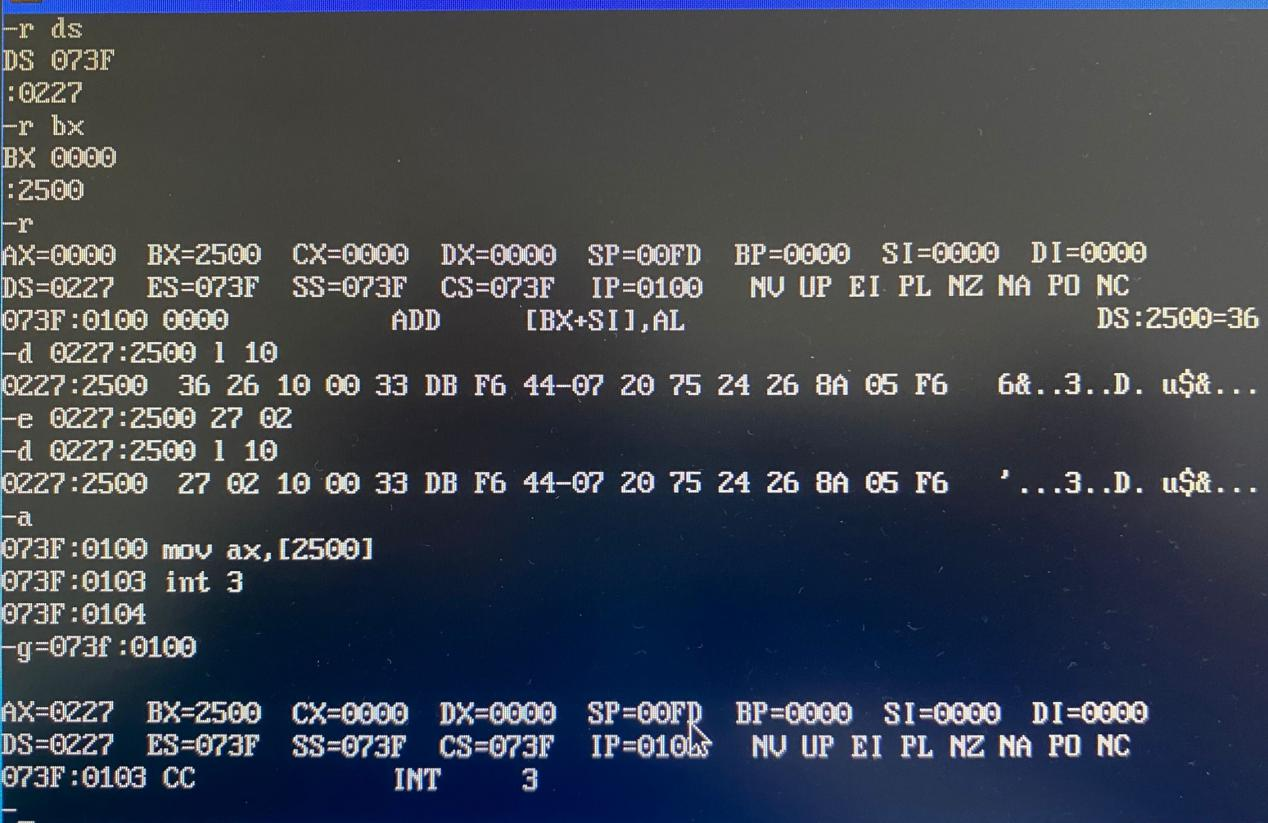 -r ds
DS 073F
:0227
-r bx
BX 0000
:2500
-r
AX=0000  BX=2500  CX=0000  DX=0000  SP=00FD  BP=0000  SI=0000  DI=0000
DS=0227  ES=073F  SS=073F  CS=073F  IP=0100   NV UP EI PL NZ NA PO NC
073F:0100 0000          ADD     [BX+SI],AL                         DS:2500=36
-d 0227:2500 l 10
0227:2500  36 26 10 00 33 DB F6 44-07 20 75 24 26 8A 05 F6   6&..3..D. u$&...
-e 0227:2500 27 02
-d 0227:2500 l 10
0227:2500  27 02 10 00 33 DB F6 44-07 20 75 24 26 8A 05 F6   '...3..D. u$&...
-a
073F:0100 mov ax,[2500]
073F:0103 int 3
073F:0104
-g=073f:0100
AX=0227  BX=2500  CX=0000  DX=0000  SP=00FD  BP=0000  SI=0000  DI=0000
DS=0227  ES=073F  SS=073F  CS=073F   NV UP EI PL NZ NA PO NC
073F:0103 CC            INT     3
-